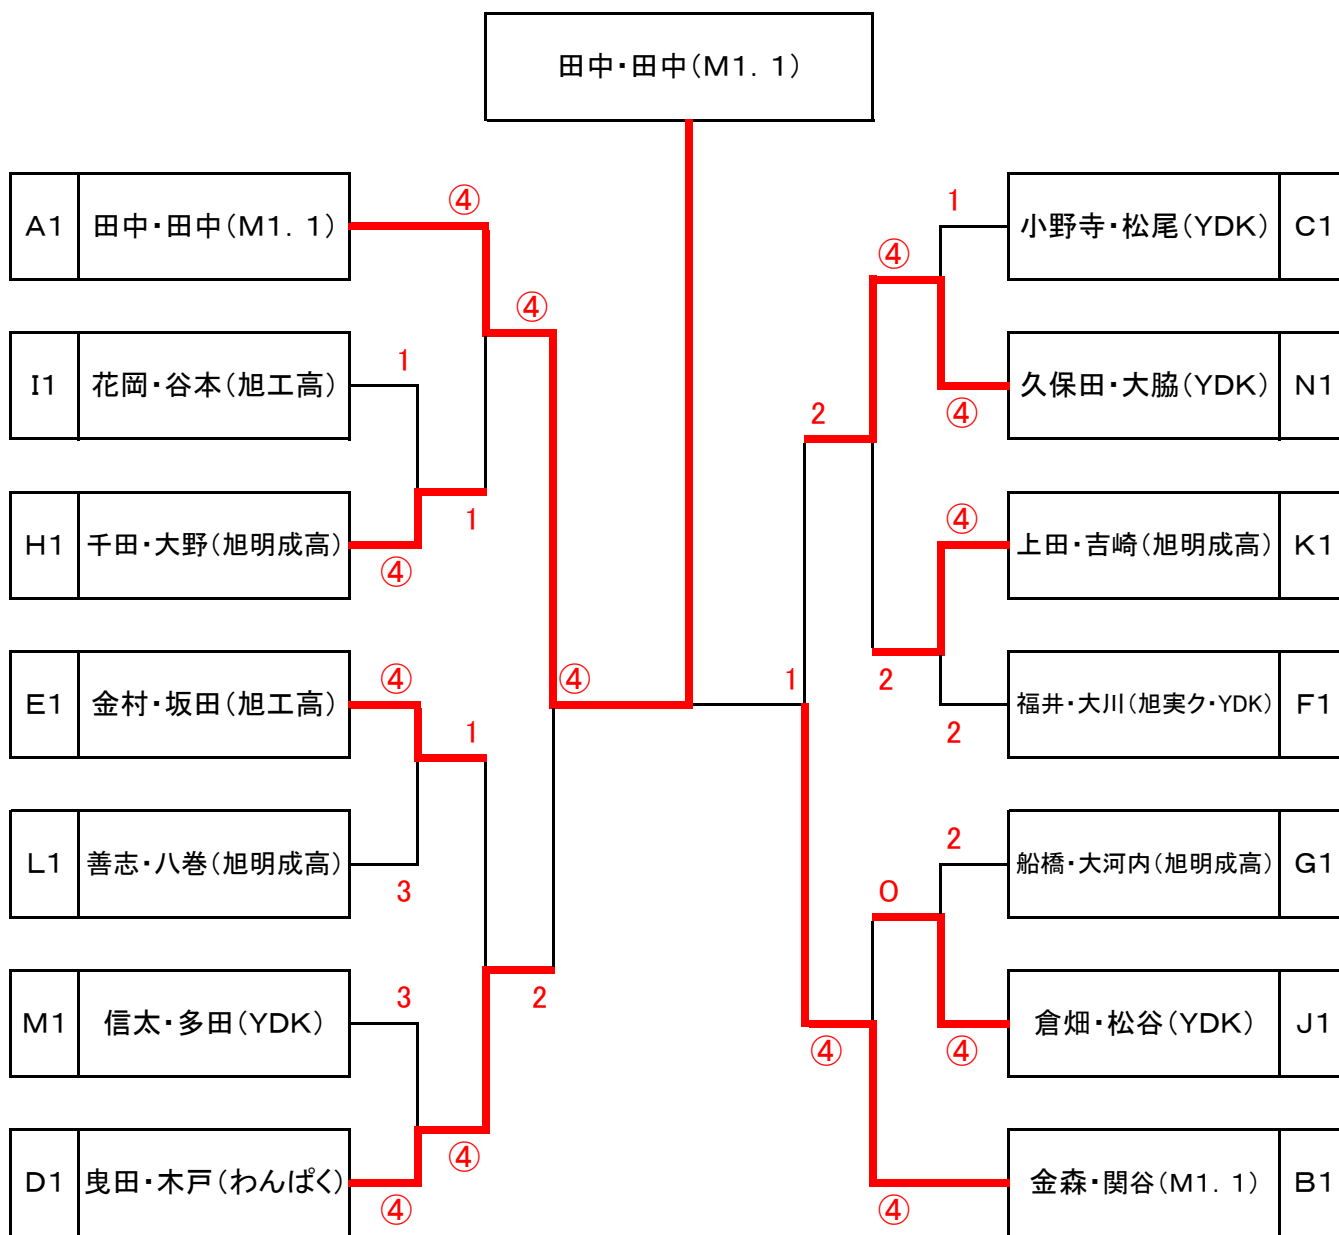 田中・田中(M1．1)
A1 田中・田中(M1．1) ④
1 小野寺・松尾(YDK) C1
④
④
I1 花岡・谷本(旭工高) 1
久保田・大脇(YDK) N1
2 ④
H1 千田・大野(旭明成高) ④
1
④ 上田・吉崎(旭明成高) K1
E1 金村・坂田(旭工高) ④
1
④
1
2
2 福井・大川(旭実ク・YDK) F1
L1 善志・八巻(旭明成高) 3
2 船橋・大河内(旭明成高) G1
0
M1 信太・多田(YDK) 3
2
④
④ 倉畑・松谷(YDK) J1
D1 曳田・木戸(わんぱく) ④
④
④ 金森・関谷(M1．1) B1